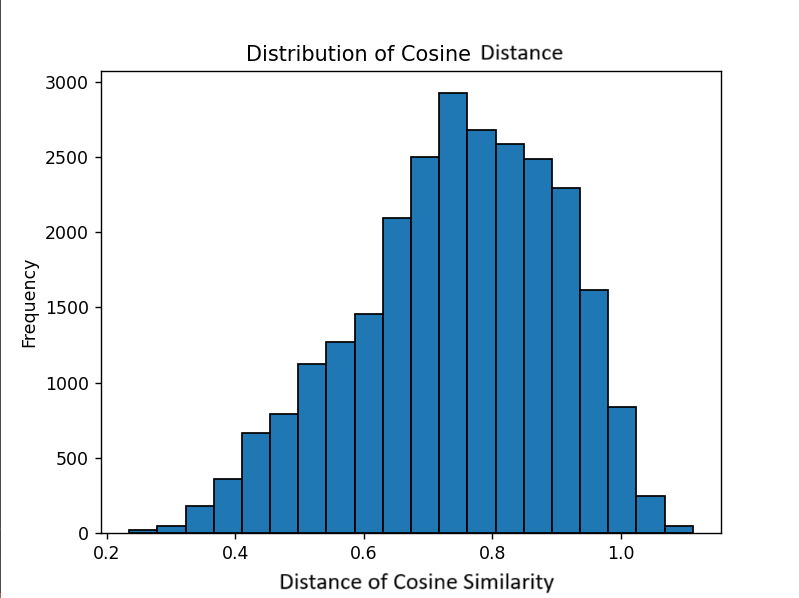 Distribution of Cosine Distance
3000
2500
2000
1500
1000
500
0
Frequency
0.2 0.4 0.6 0.8 1.0
Distance of Cosine Similarity